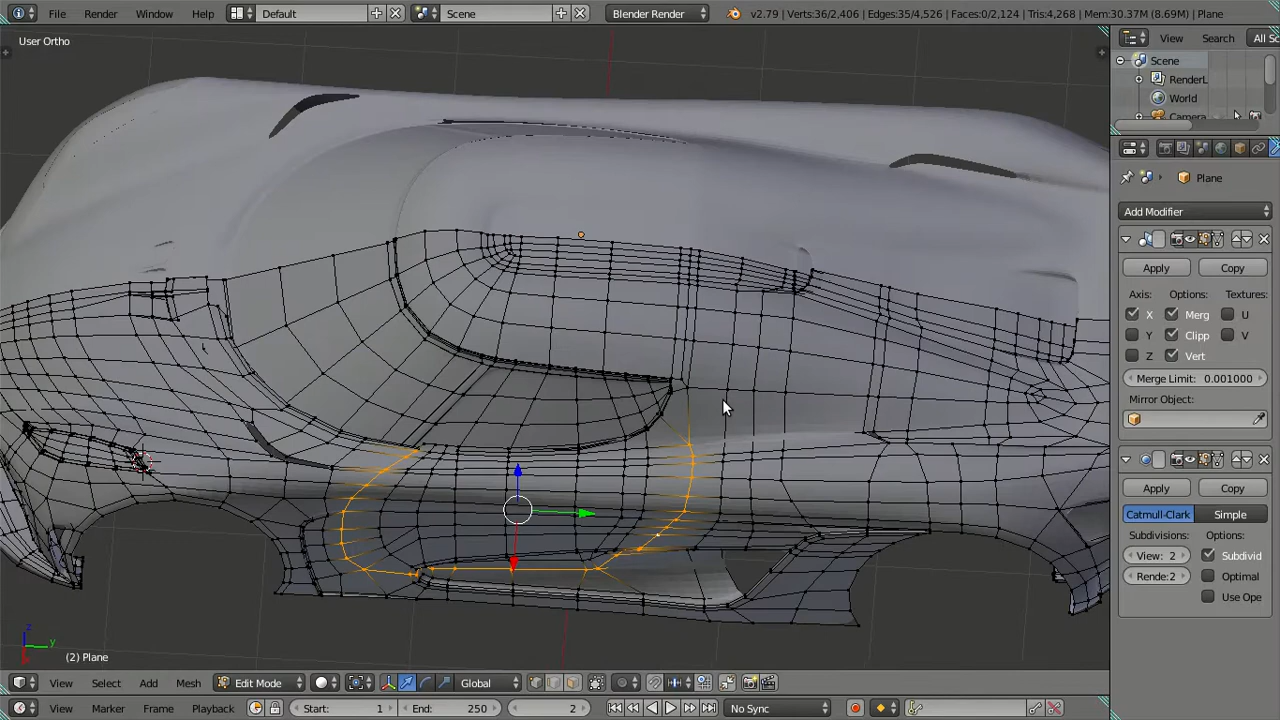 File Render Window Help Default Scene Blender Render v2.79 | Verts:36/2,406 | Edges:35/4,526 | Faces:0/2,124 | Tris:4,268 | Mem:30.37M (8.69M) | Plane
User Ortho
View Search All Sc
Scene
RenderL
World
Camera
Plane
Add Modifier
Apply Copy
Axis: Options: Textures:
X Merg U
Y Clipp V
Z Vert
Merge Limit: 0.001000
Mirror Object:
Apply Copy
Catmull-Clark Simple
Subdivisions: Options:
View: 2 Subdivid
Rende:2 Optimal
Use Ope
z
y
(2) Plane
View Select Add Mesh Edit Mode Global
View Marker Frame Playback Start: 1 End: 250 2 No Sync